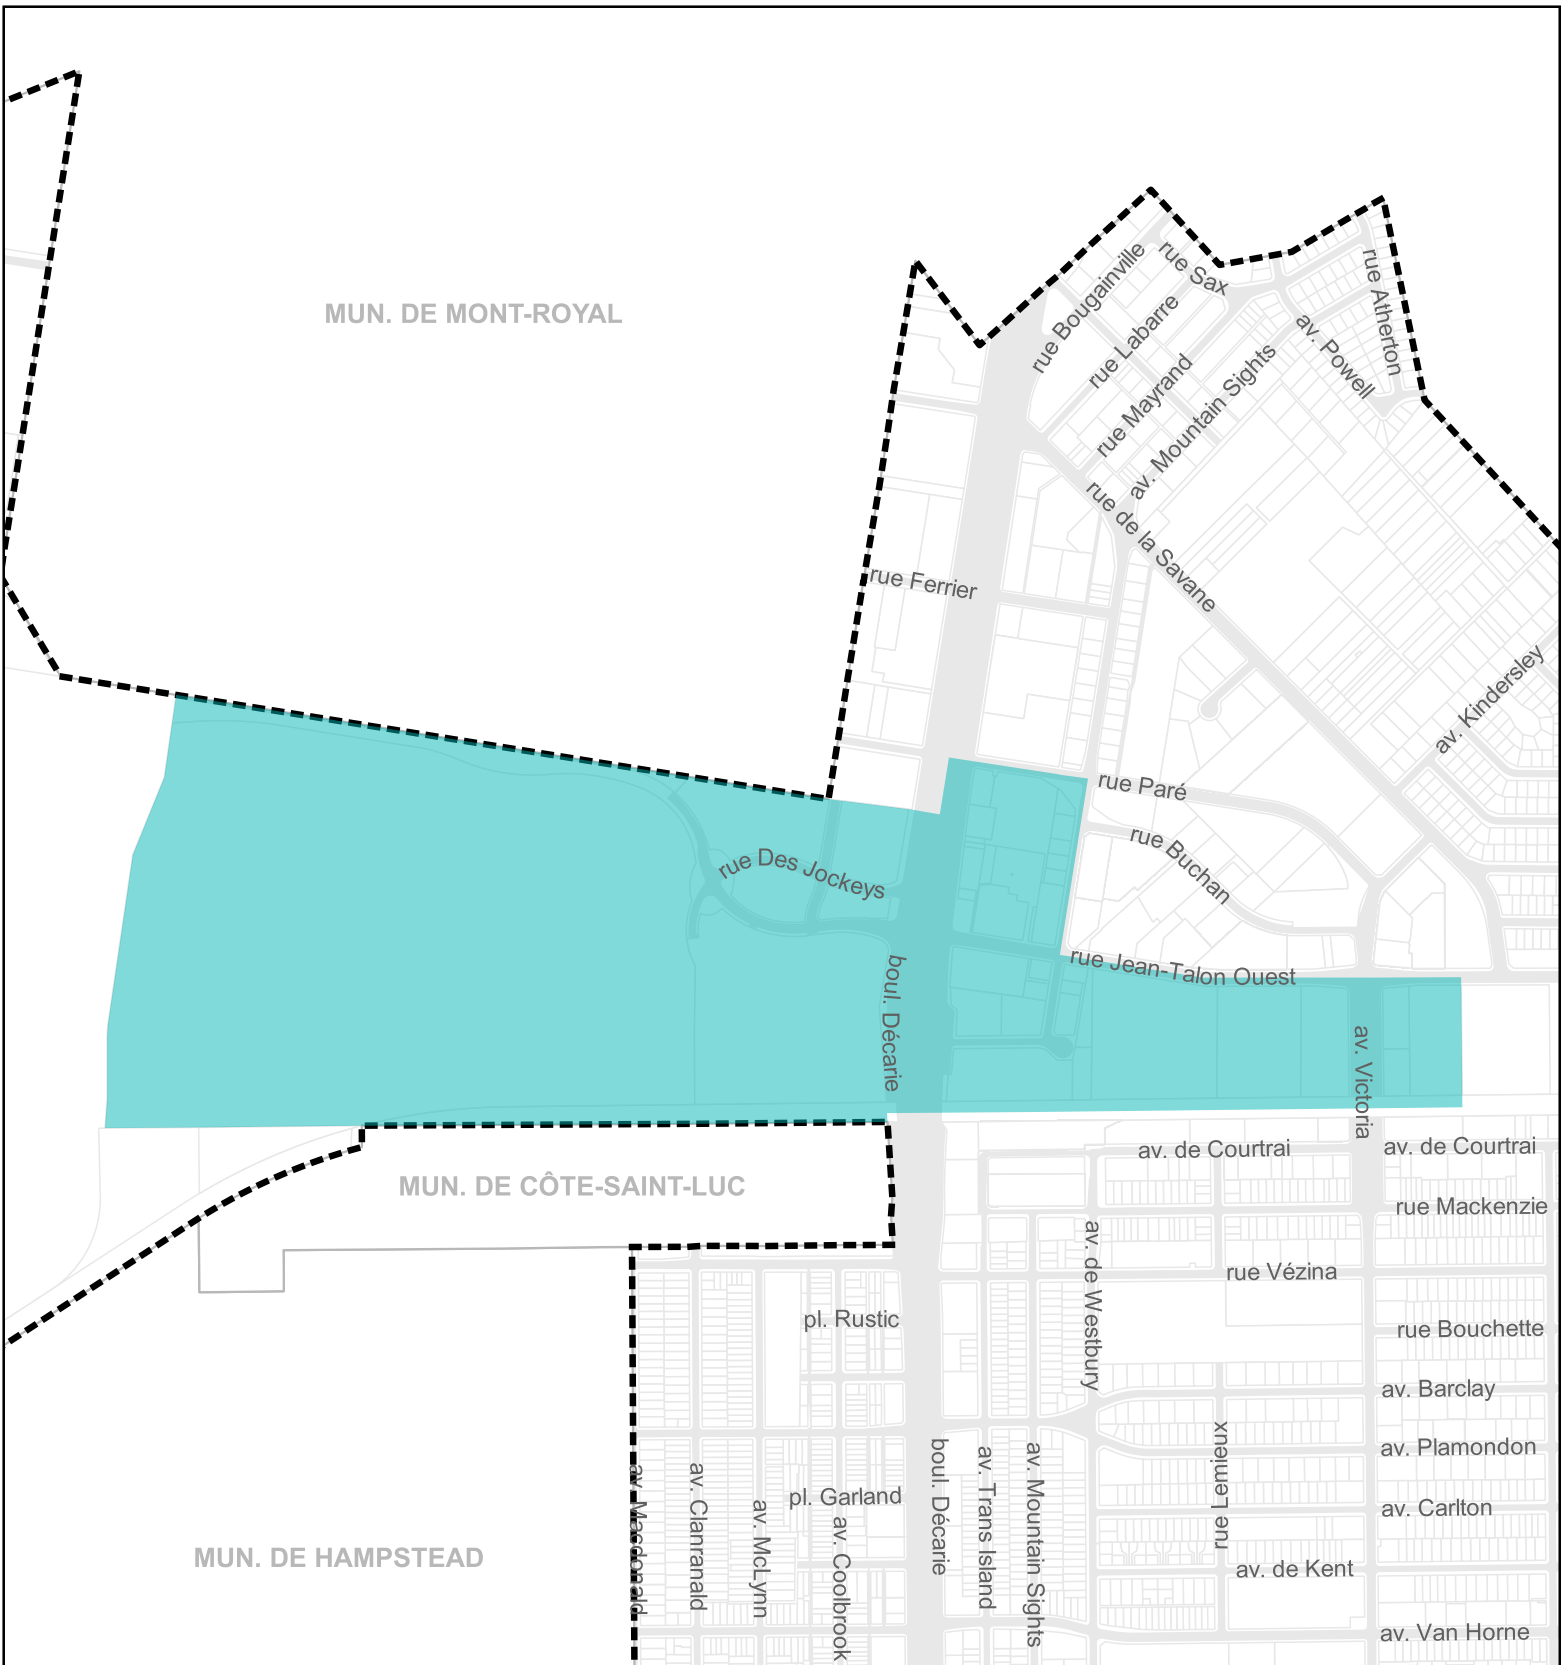 MUN. DE MONT-ROYAL
rue Bougainville
rue Sax
rue Atherton
rue Labarre
av. Powell
rue Mayrand
av. Mountain Sights
rue de la Savane
rue Ferrier
av. Kindersley
rue Paré
rue Buchan
rue Des Jockeys
rue Jean-Talon Ouest
boul. Décarie
av. Victoria
av. de Courtrai
av. de Courtrai
MUN. DE CÔTE-SAINT-LUC
rue Mackenzie
av. de Westbury
rue Vézina
pl. Rustic
rue Bouchette
av. Barclay
rue Lemieux
av. Plamondon
av. Macdonald
av. Clanranald
av. McLynn
pl. Garland
av. Coolbrook
boul. Décarie
av. Trans Island
av. Mountain Sights
av. Carlton
MUN. DE HAMPSTEAD
av. de Kent
av. Van Horne